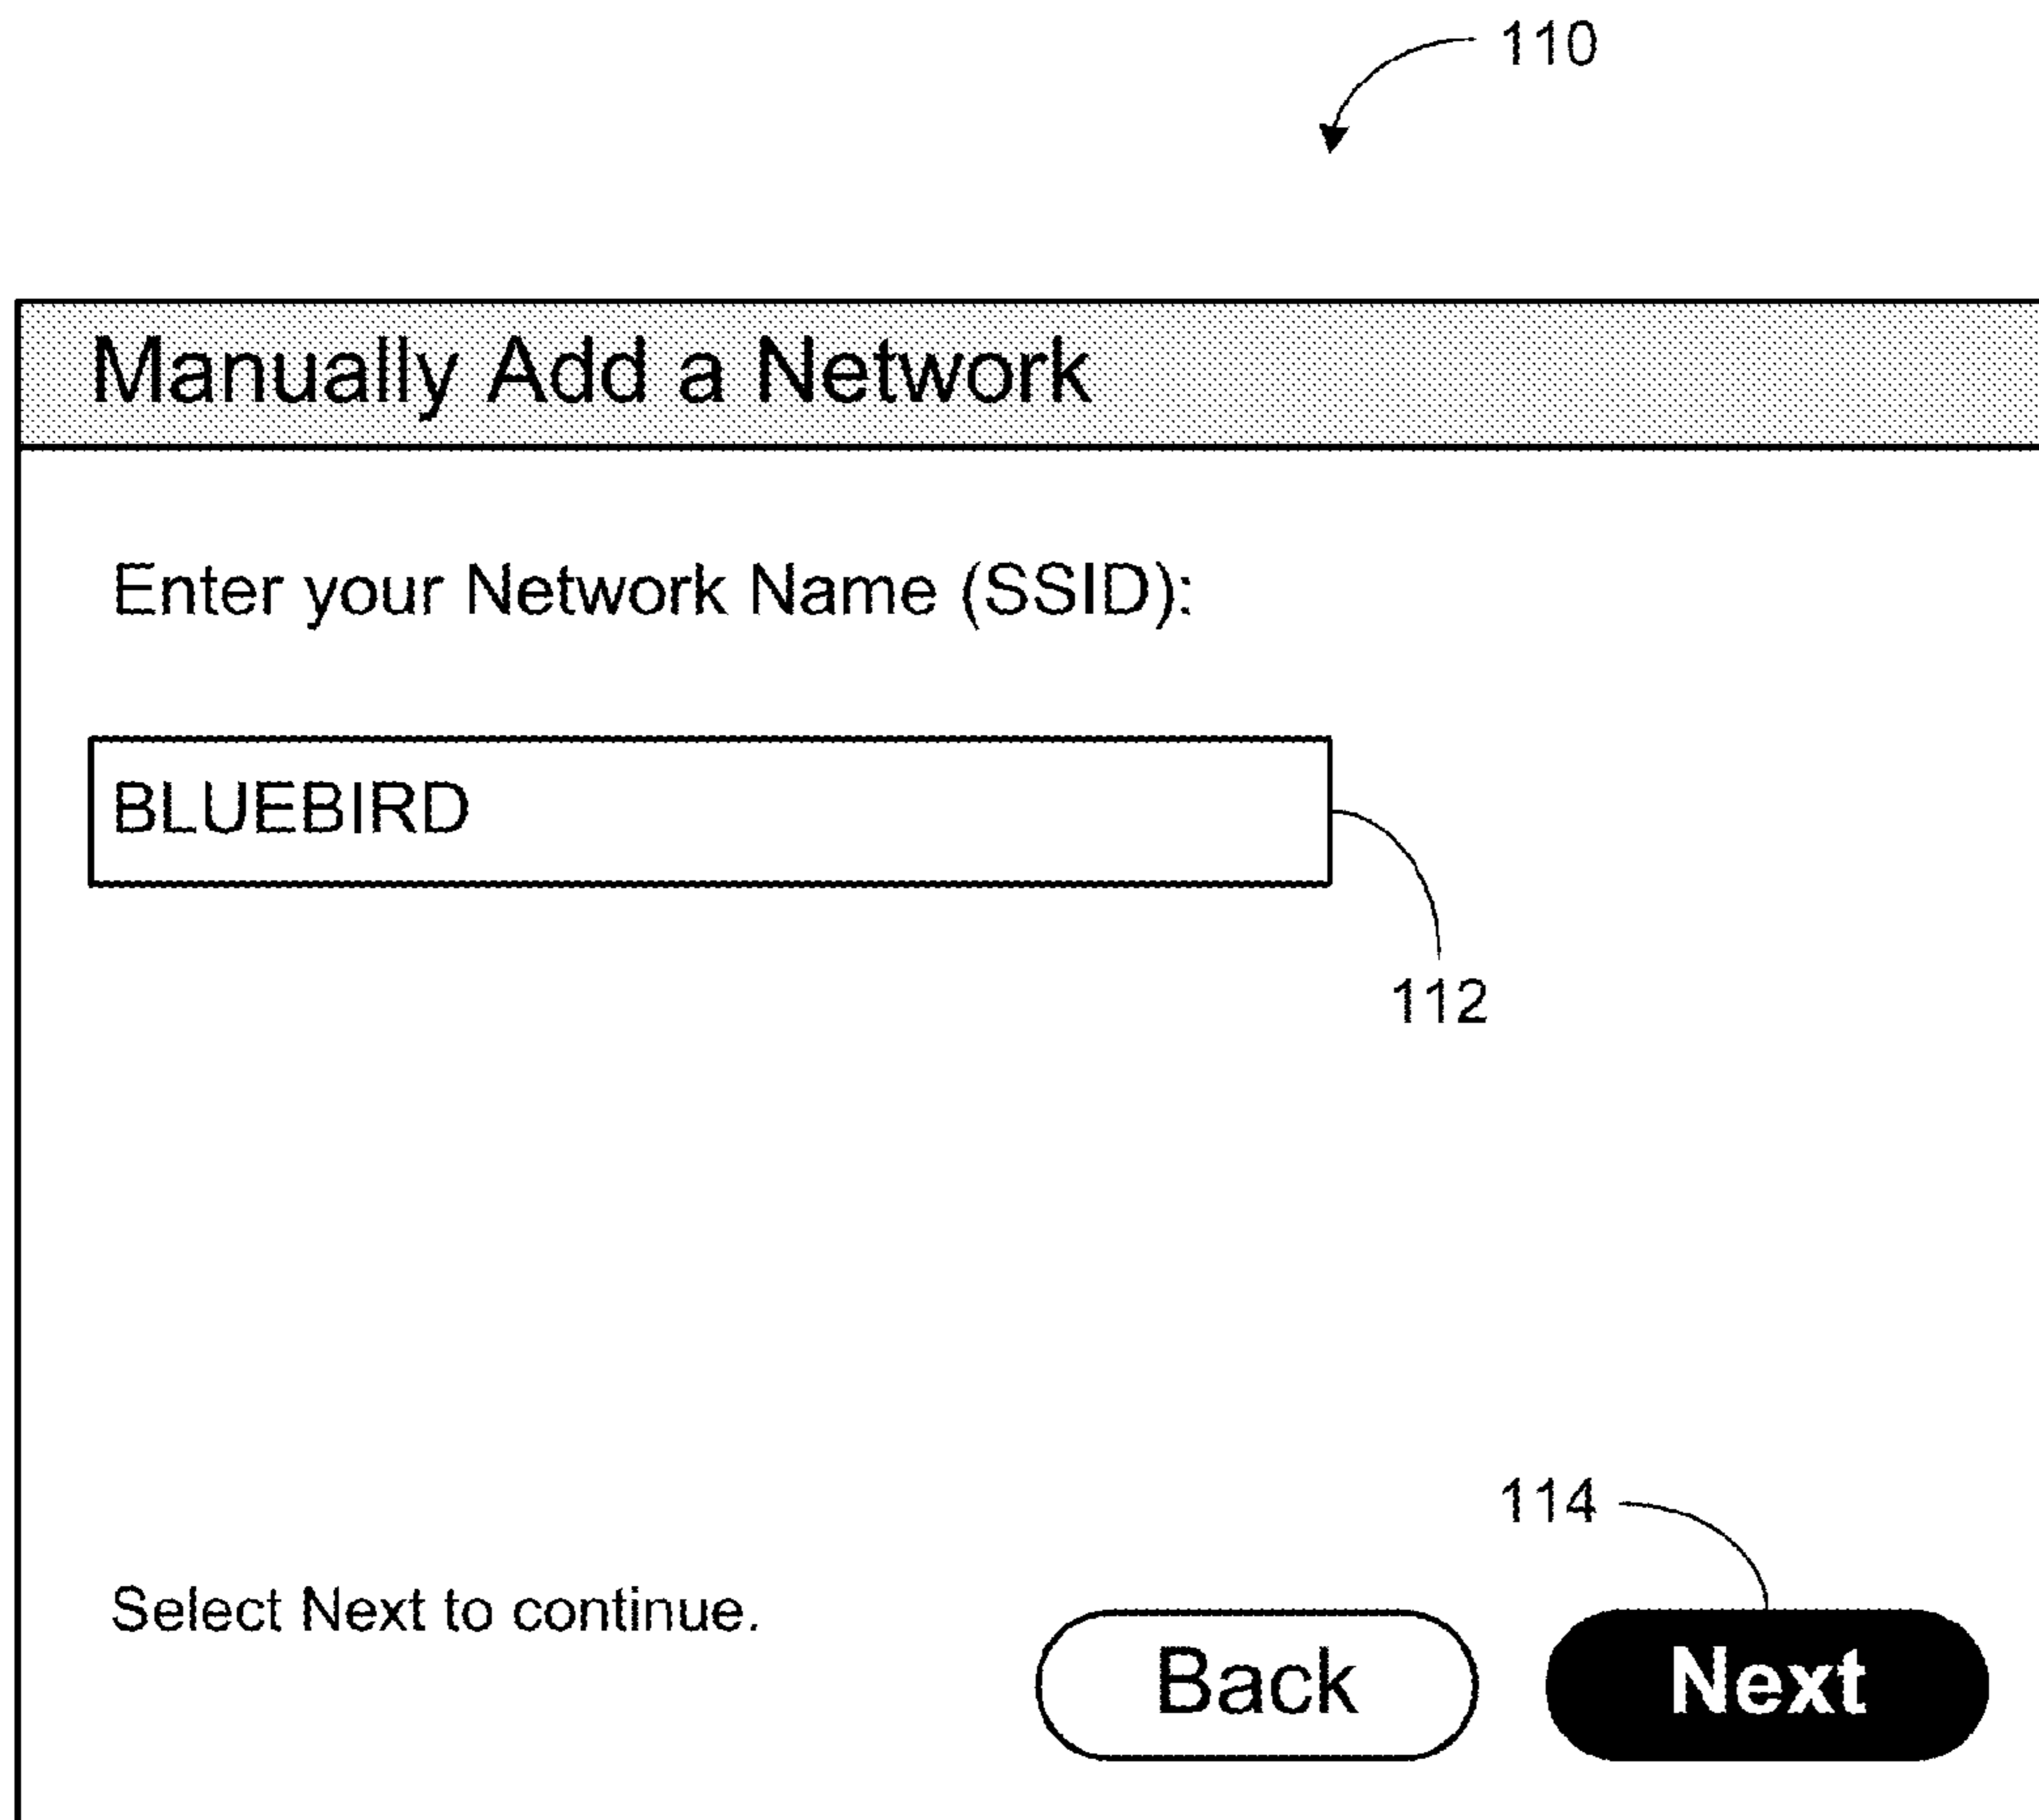 110
Manually Add a Network
Enter your Network Name (SSID):
BLUEBIRD
112
114
Select Next to continue.
Back
Next